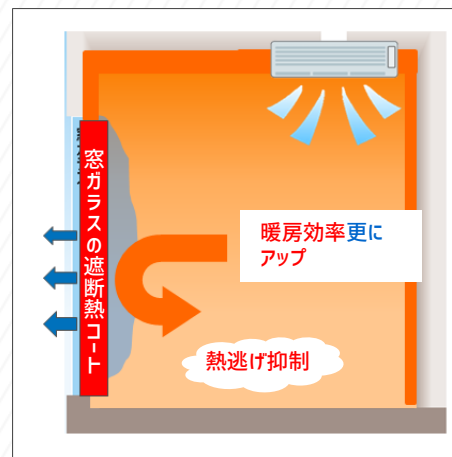 窓ガラスの遮断熱コート
暖房効率更に
アップ
熱逃げ抑制